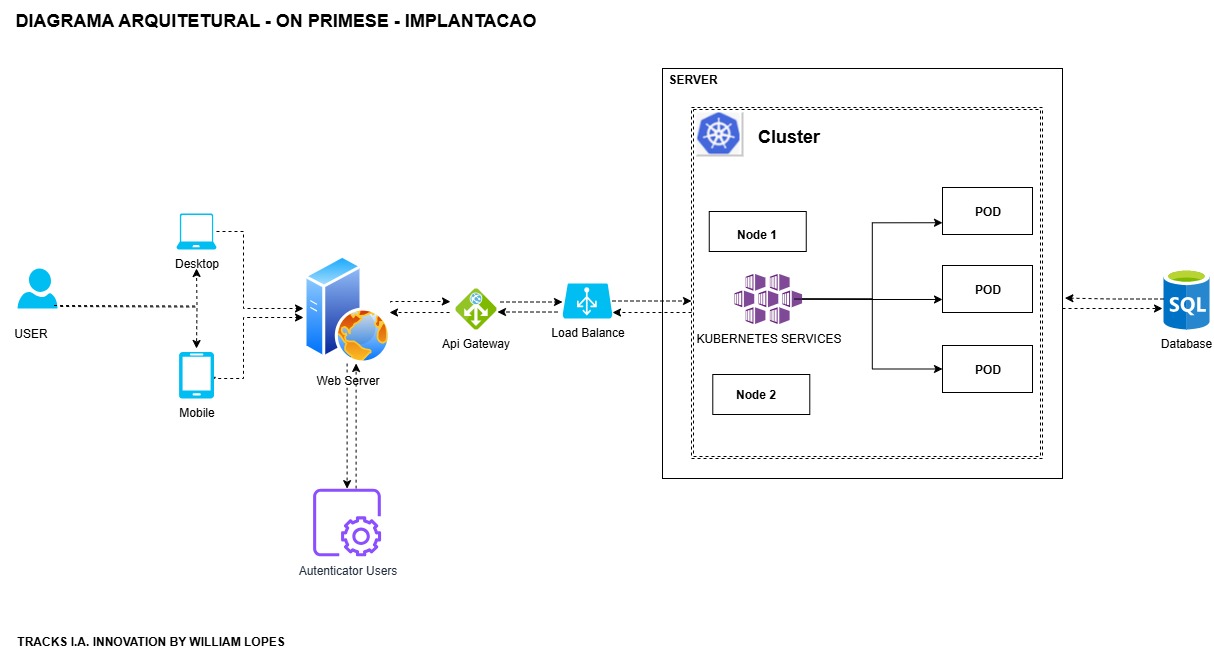 DIAGRAMA ARQUITETURAL - ON PRIMESE - IMPLANTACAO
SERVER
Cluster
POD
Node 1
Desktop
POD
USER
Api Gateway
Load Balance
KUBERNETES SERVICES
SQL
Database
Web Server
POD
Mobile
Node 2
Autenticator Users
TRACKS I.A. INNOVATION BY WILLIAM LOPES